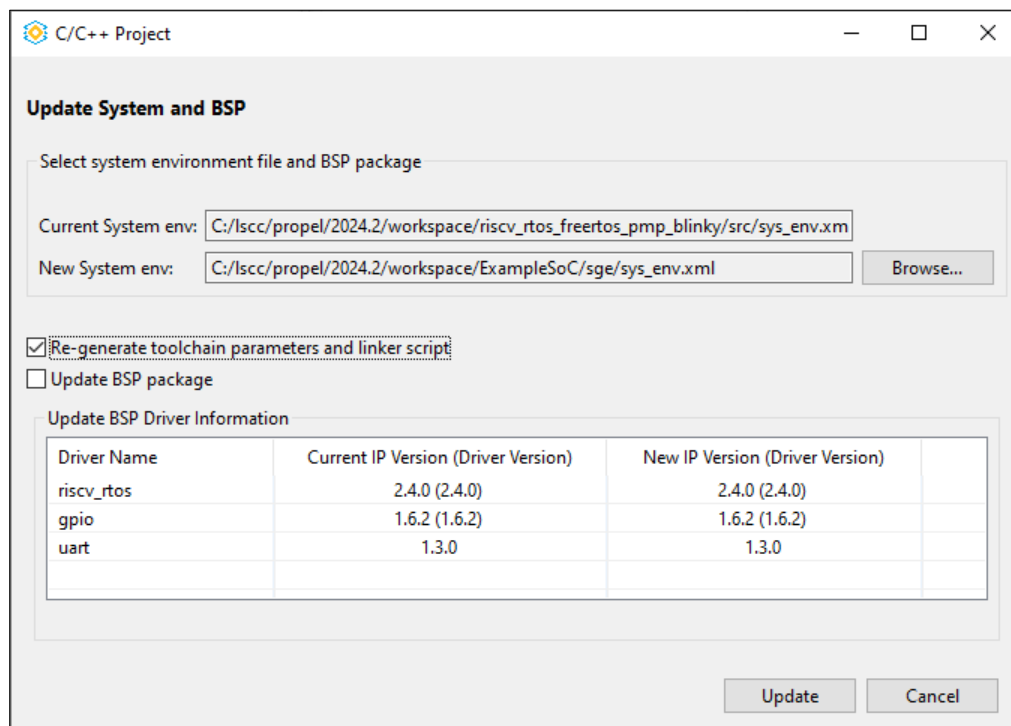 C/C++ Project
Update System and BSP
Select system environment file and BSP package
Current System env: C:/lscc/propel/2024.2/workspace/riscv_rtos_freertos_pmp_blinky/src/sys_env.xm
New System env: C:/lscc/propel/2024.2/workspace/ExampleSoC/sge/sys_env.xml Browse...
Re-generate toolchain parameters and linker script
Update BSP package
Update BSP Driver Information
Driver Name Current IP Version (Driver Version) New IP Version (Driver Version)
riscv_rtos 2.4.0 (2.4.0) 2.4.0 (2.4.0)
gpio 1.6.2 (1.6.2) 1.6.2 (1.6.2)
uart 1.3.0 1.3.0
Update Cancel